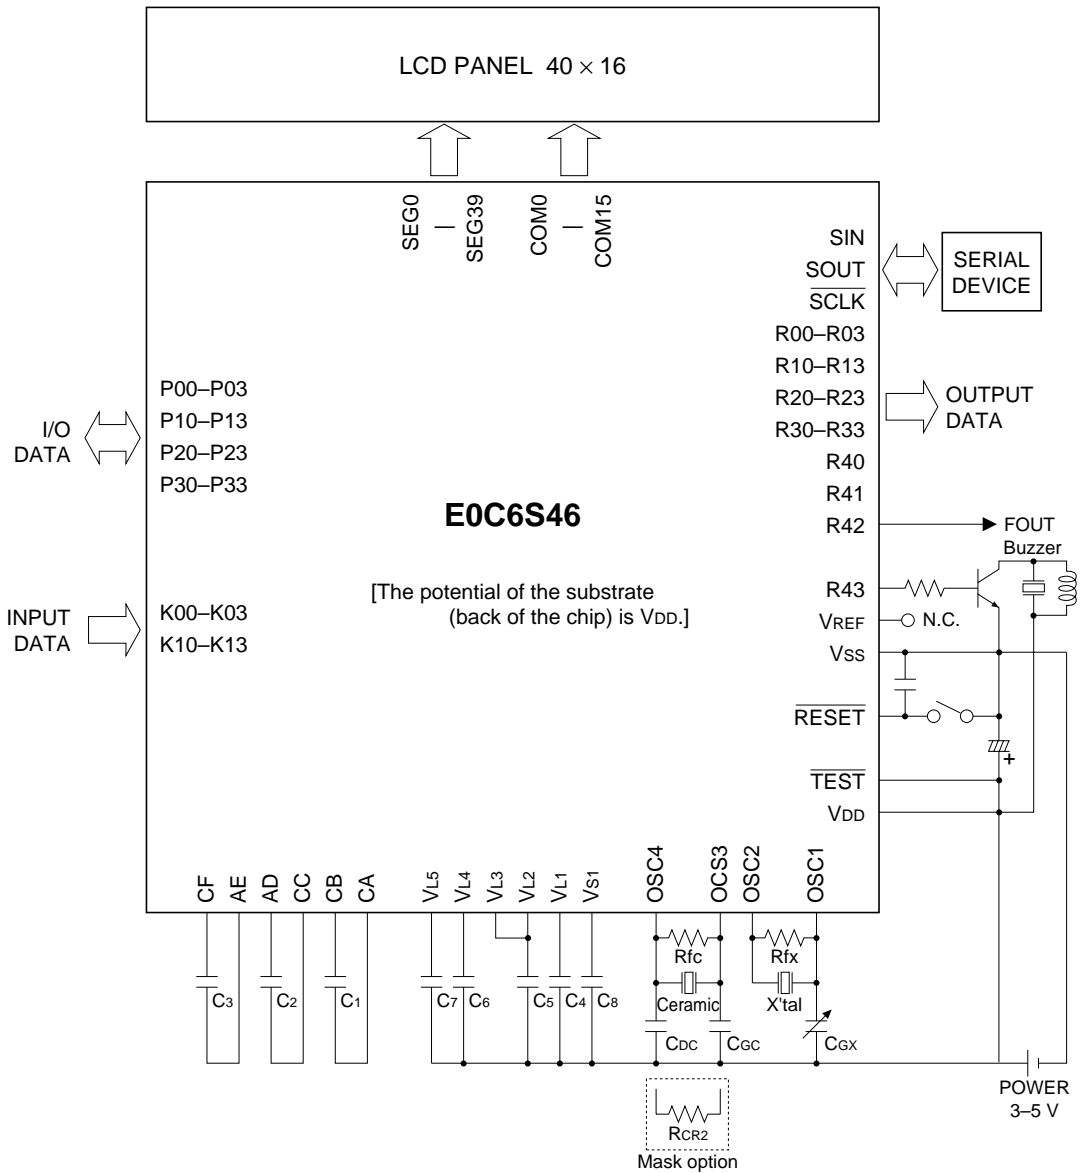 LCD PANEL 40 × 16
SEG0
—
SEG39
COM0
—
COM15
SIN
SOUT
SCLK
SERIAL
DEVICE
R00–R03
R10–R13
R20–R23
R30–R33
R40
R41
R42
OUTPUT
DATA
P00–P03
P10–P13
P20–P23
P30–P33
I/O
DATA
E0C6S46
FOUT
Buzzer
[The potential of the substrate
(back of the chip) is VDD.]
INPUT
DATA
K00–K03
K10–K13
R43
VREF
N.C.
VSS
RESET
+
TEST
VDD
CF
AE
AD
CC
CB
CA
VL5
VL4
VL3
VL2
VL1
VS1
OSC4
OCS3
OSC2
OSC1
Rfc
Rfx
C3
C2
C1
C7
C6
C5
C4
C8
Ceramic
X'tal
CDC
CGC
CGX
POWER
3–5 V
RCR2
Mask option